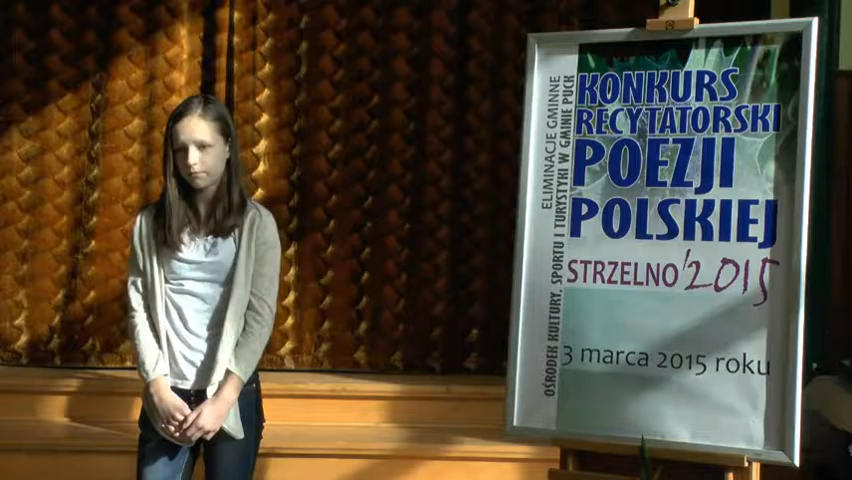 KONKURS
RECYTATORSKI
POEZJI
POLSKIEJ
STRZELNO'2015
3 marca 2015 roku
ELIMINACJE GMINNE
OŚRODEK KULTURY, SPORTU I TURYSTYKI W GMINIE PUCK